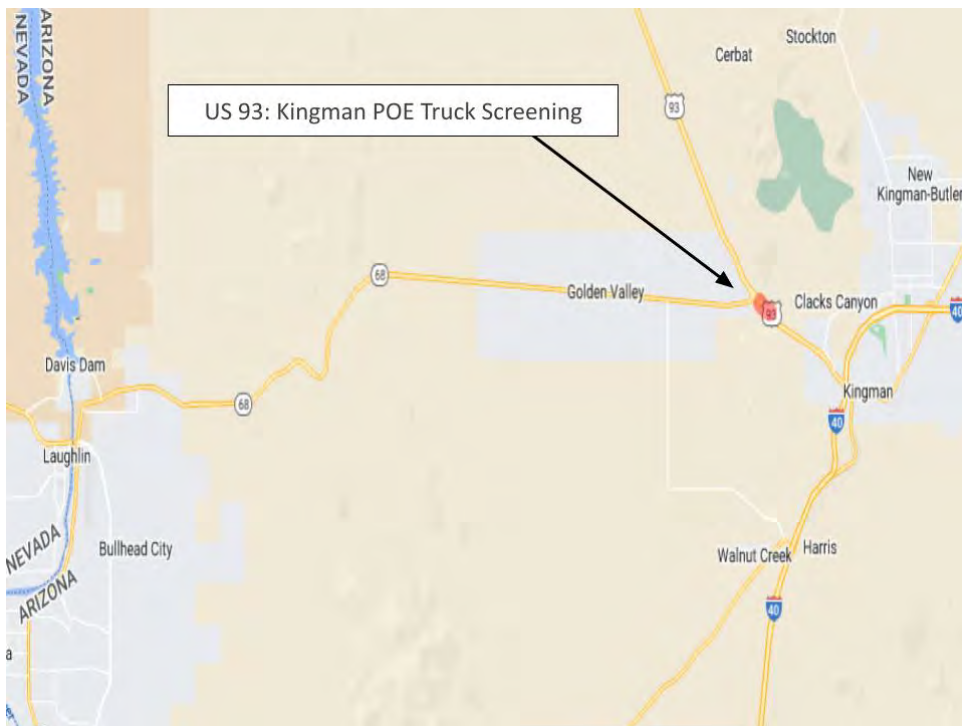 ARIZONA
NEVADA
Stockton
Cerbat
93
US 93: Kingman POE Truck Screening
New
Kingman-Butler
68
Golden Valley
Clacks Canyon
93
40
Davis Dam
Kingman
68
40
Laughlin
Bullhead City
NEVADA
ARIZONA
Walnut Creek
Harris
40
a